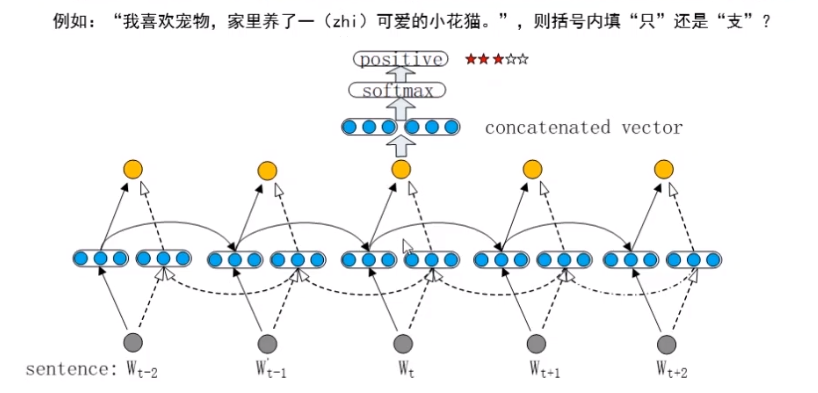 例如：“我喜欢宠物，家里养了一（zhi）可爱的小花猫。”，则括号内填“只”还是“支”？
positive
softmax
concatenated vector
sentence: Wt-2 Wt-1 Wt Wt+1 Wt+2